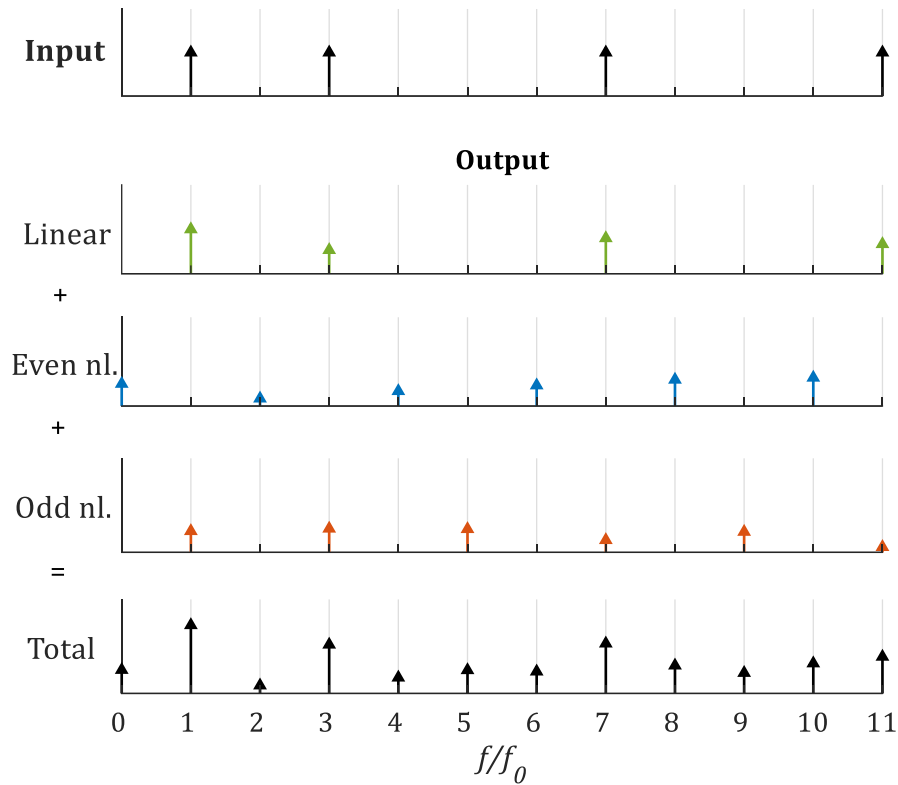 Input
Output
Linear
+
Even nl.
+
Odd nl.
=
Total
0 1 2 3 4 5 6 7 8 9 10 11
f/f₀